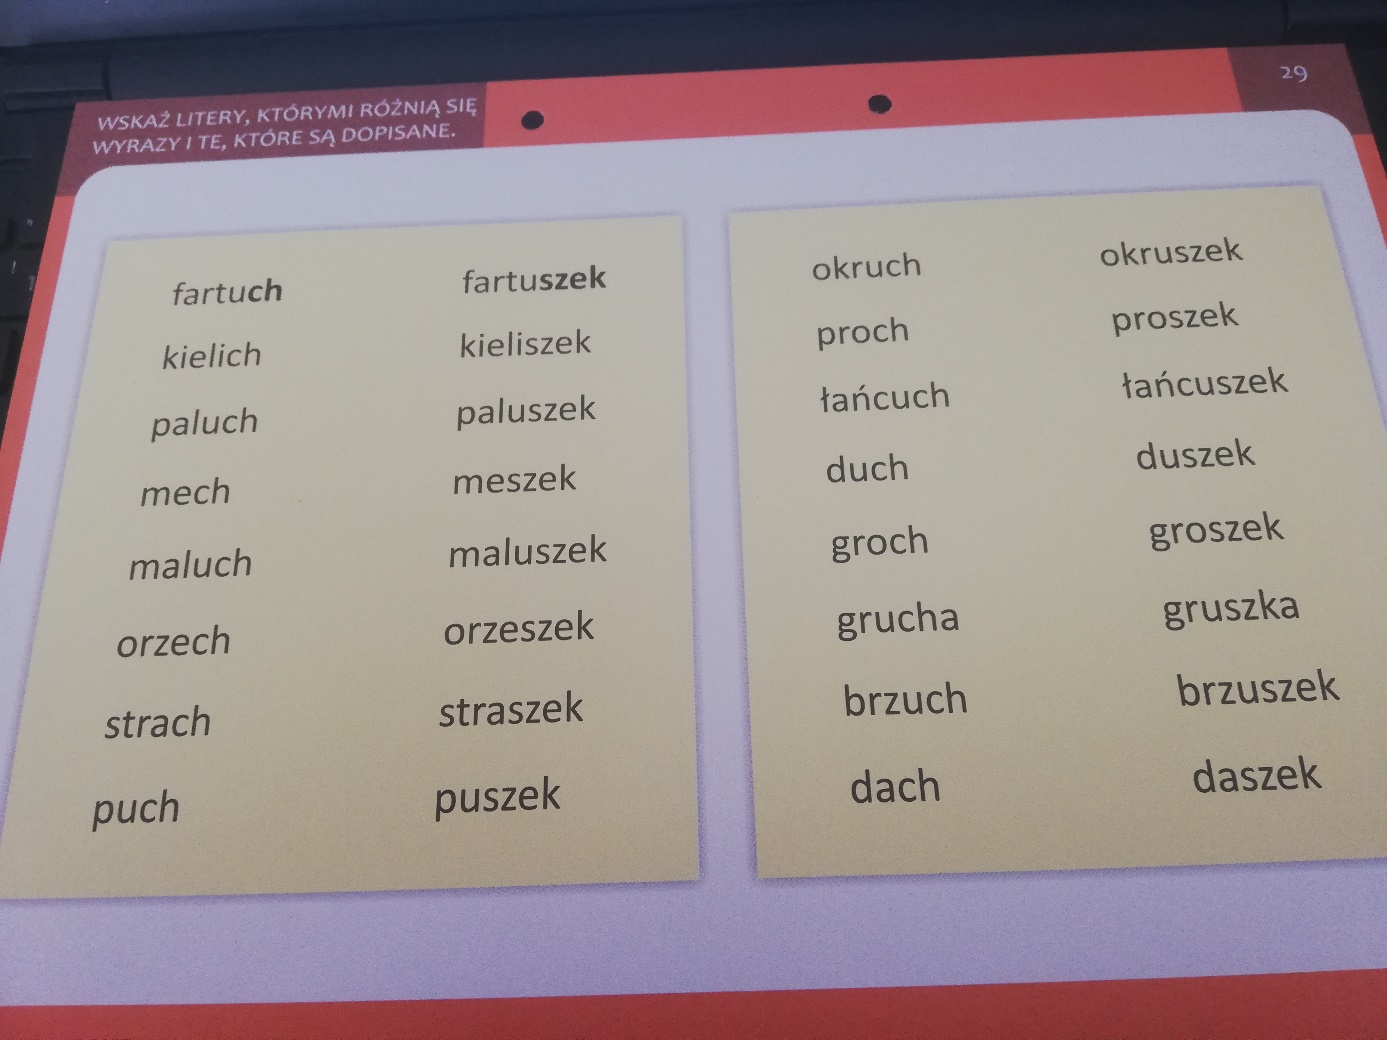 WSKAŻ LITERY, KTÓRYMI RÓŻNIĄ SIĘ
WYRAZY I TE, KTÓRE SĄ DOPISANE.
29
fartuch fartuszek
kielich kieliszek
paluch paluszek
mech meszek
maluch maluszek
orzech orzeszek
strach straszek
puch puszek
okruch okruszek
proch proszek
łańcuch łańcuszek
duch duszek
groch groszek
grucha gruszka
brzuch brzuszek
dach daszek